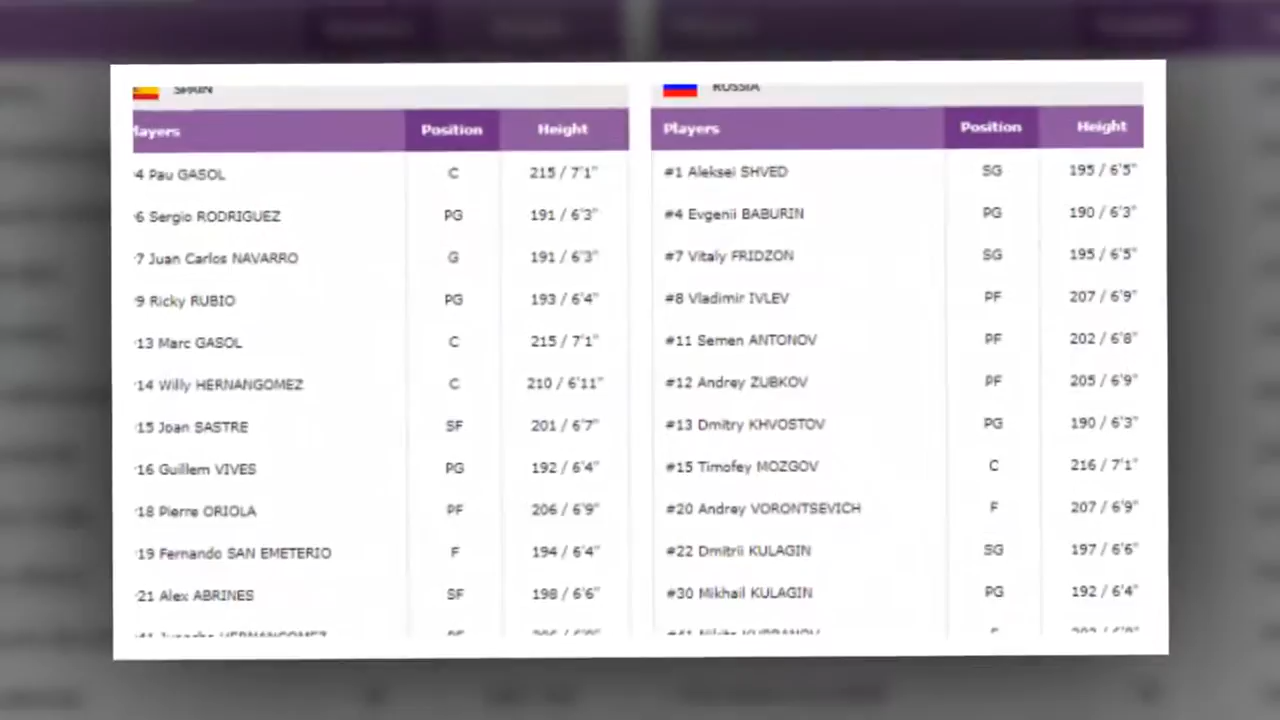 SPAIN
layers Position Height
4 Pau GASOL C 215 / 7'1"
6 Sergio RODRIGUEZ PG 191 / 6'3"
7 Juan Carlos NAVARRO G 191 / 6'3"
9 Ricky RUBIO PG 193 / 6'4"
13 Marc GASOL C 215 / 7'1"
14 Willy HERNANGOMEZ C 210 / 6'11"
15 Joan SASTRE SF 201 / 6'7"
16 Guillem VIVES PG 192 / 6'4"
18 Pierre ORIOLA PF 206 / 6'9"
19 Fernando SAN EMETERIO F 194 / 6'4"
21 Alex ABRINES SF 198 / 6'6"
RUSSIA
Players Position Height
#1 Aleksei SHVED SG 195 / 6'5"
#4 Evgenii BABURIN PG 190 / 6'3"
#7 Vitaly FRIDZON SG 195 / 6'5"
#8 Vladimir IVLEV PF 207 / 6'9"
#11 Semen ANTONOV PF 202 / 6'8"
#12 Andrey ZUBKOV PF 205 / 6'9"
#13 Dmitry KHVOSTOV PG 190 / 6'3"
#15 Timofey MOZGOV C 216 / 7'1"
#20 Andrey VORONTSEVICH F 207 / 6'9"
#22 Dmitrii KULAGIN SG 197 / 6'6"
#30 Mikhail KULAGIN PG 192 / 6'4"